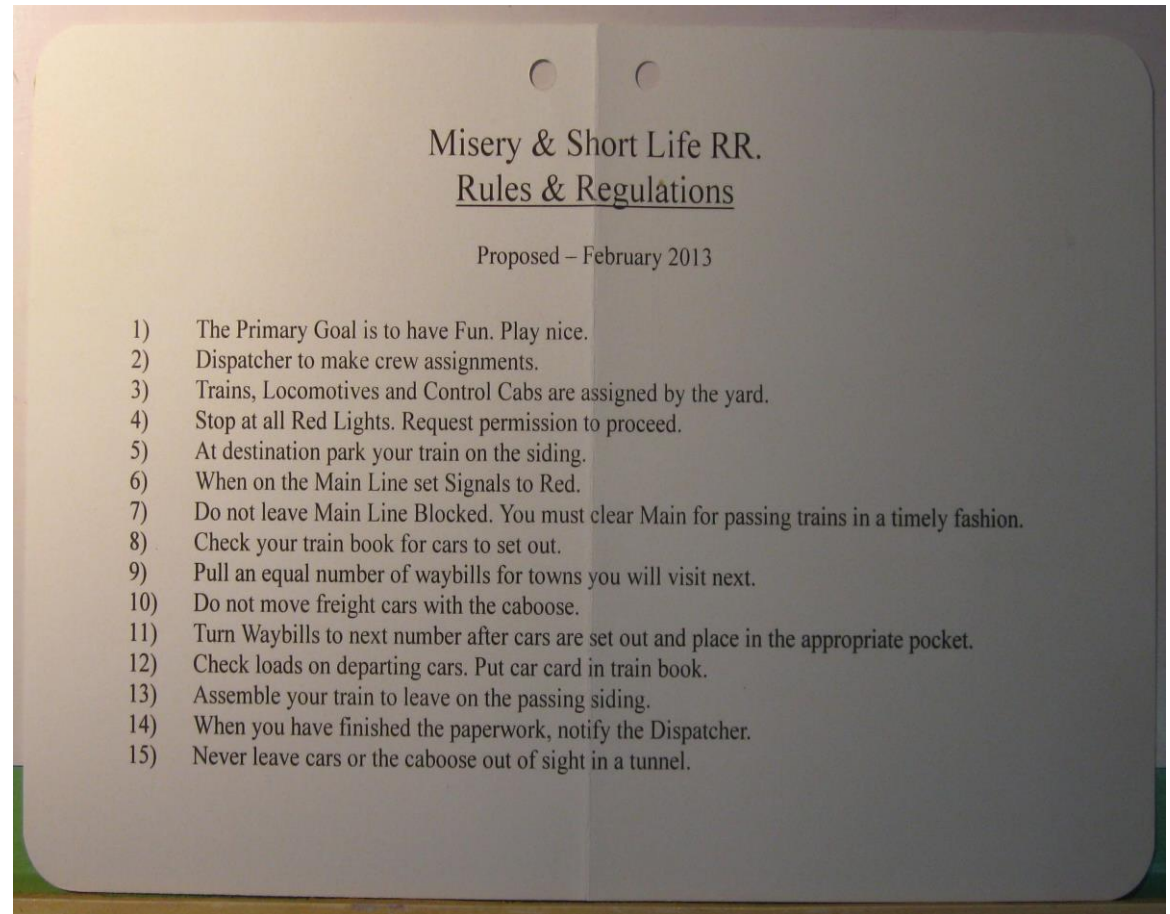 Misery & Short Life RR.
Rules & Regulations
Proposed – February 2013
1) The Primary Goal is to have Fun. Play nice.
2) Dispatcher to make crew assignments.
3) Trains, Locomotives and Control Cabs are assigned by the yard.
4) Stop at all Red Lights. Request permission to proceed.
5) At destination park your train on the siding.
6) When on the Main Line set Signals to Red.
7) Do not leave Main Line Blocked. You must clear Main for passing trains in a timely fashion.
8) Check your train book for cars to set out.
9) Pull an equal number of waybills for towns you will visit next.
10) Do not move freight cars with the caboose.
11) Turn Waybills to next number after cars are set out and place in the appropriate pocket.
12) Check loads on departing cars. Put car card in train book.
13) Assemble your train to leave on the passing siding.
14) When you have finished the paperwork, notify the Dispatcher.
15) Never leave cars or the caboose out of sight in a tunnel.